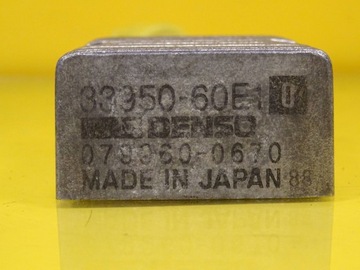 33950-60E1 U
DENSO
079960-0670
MADE IN JAPAN 88